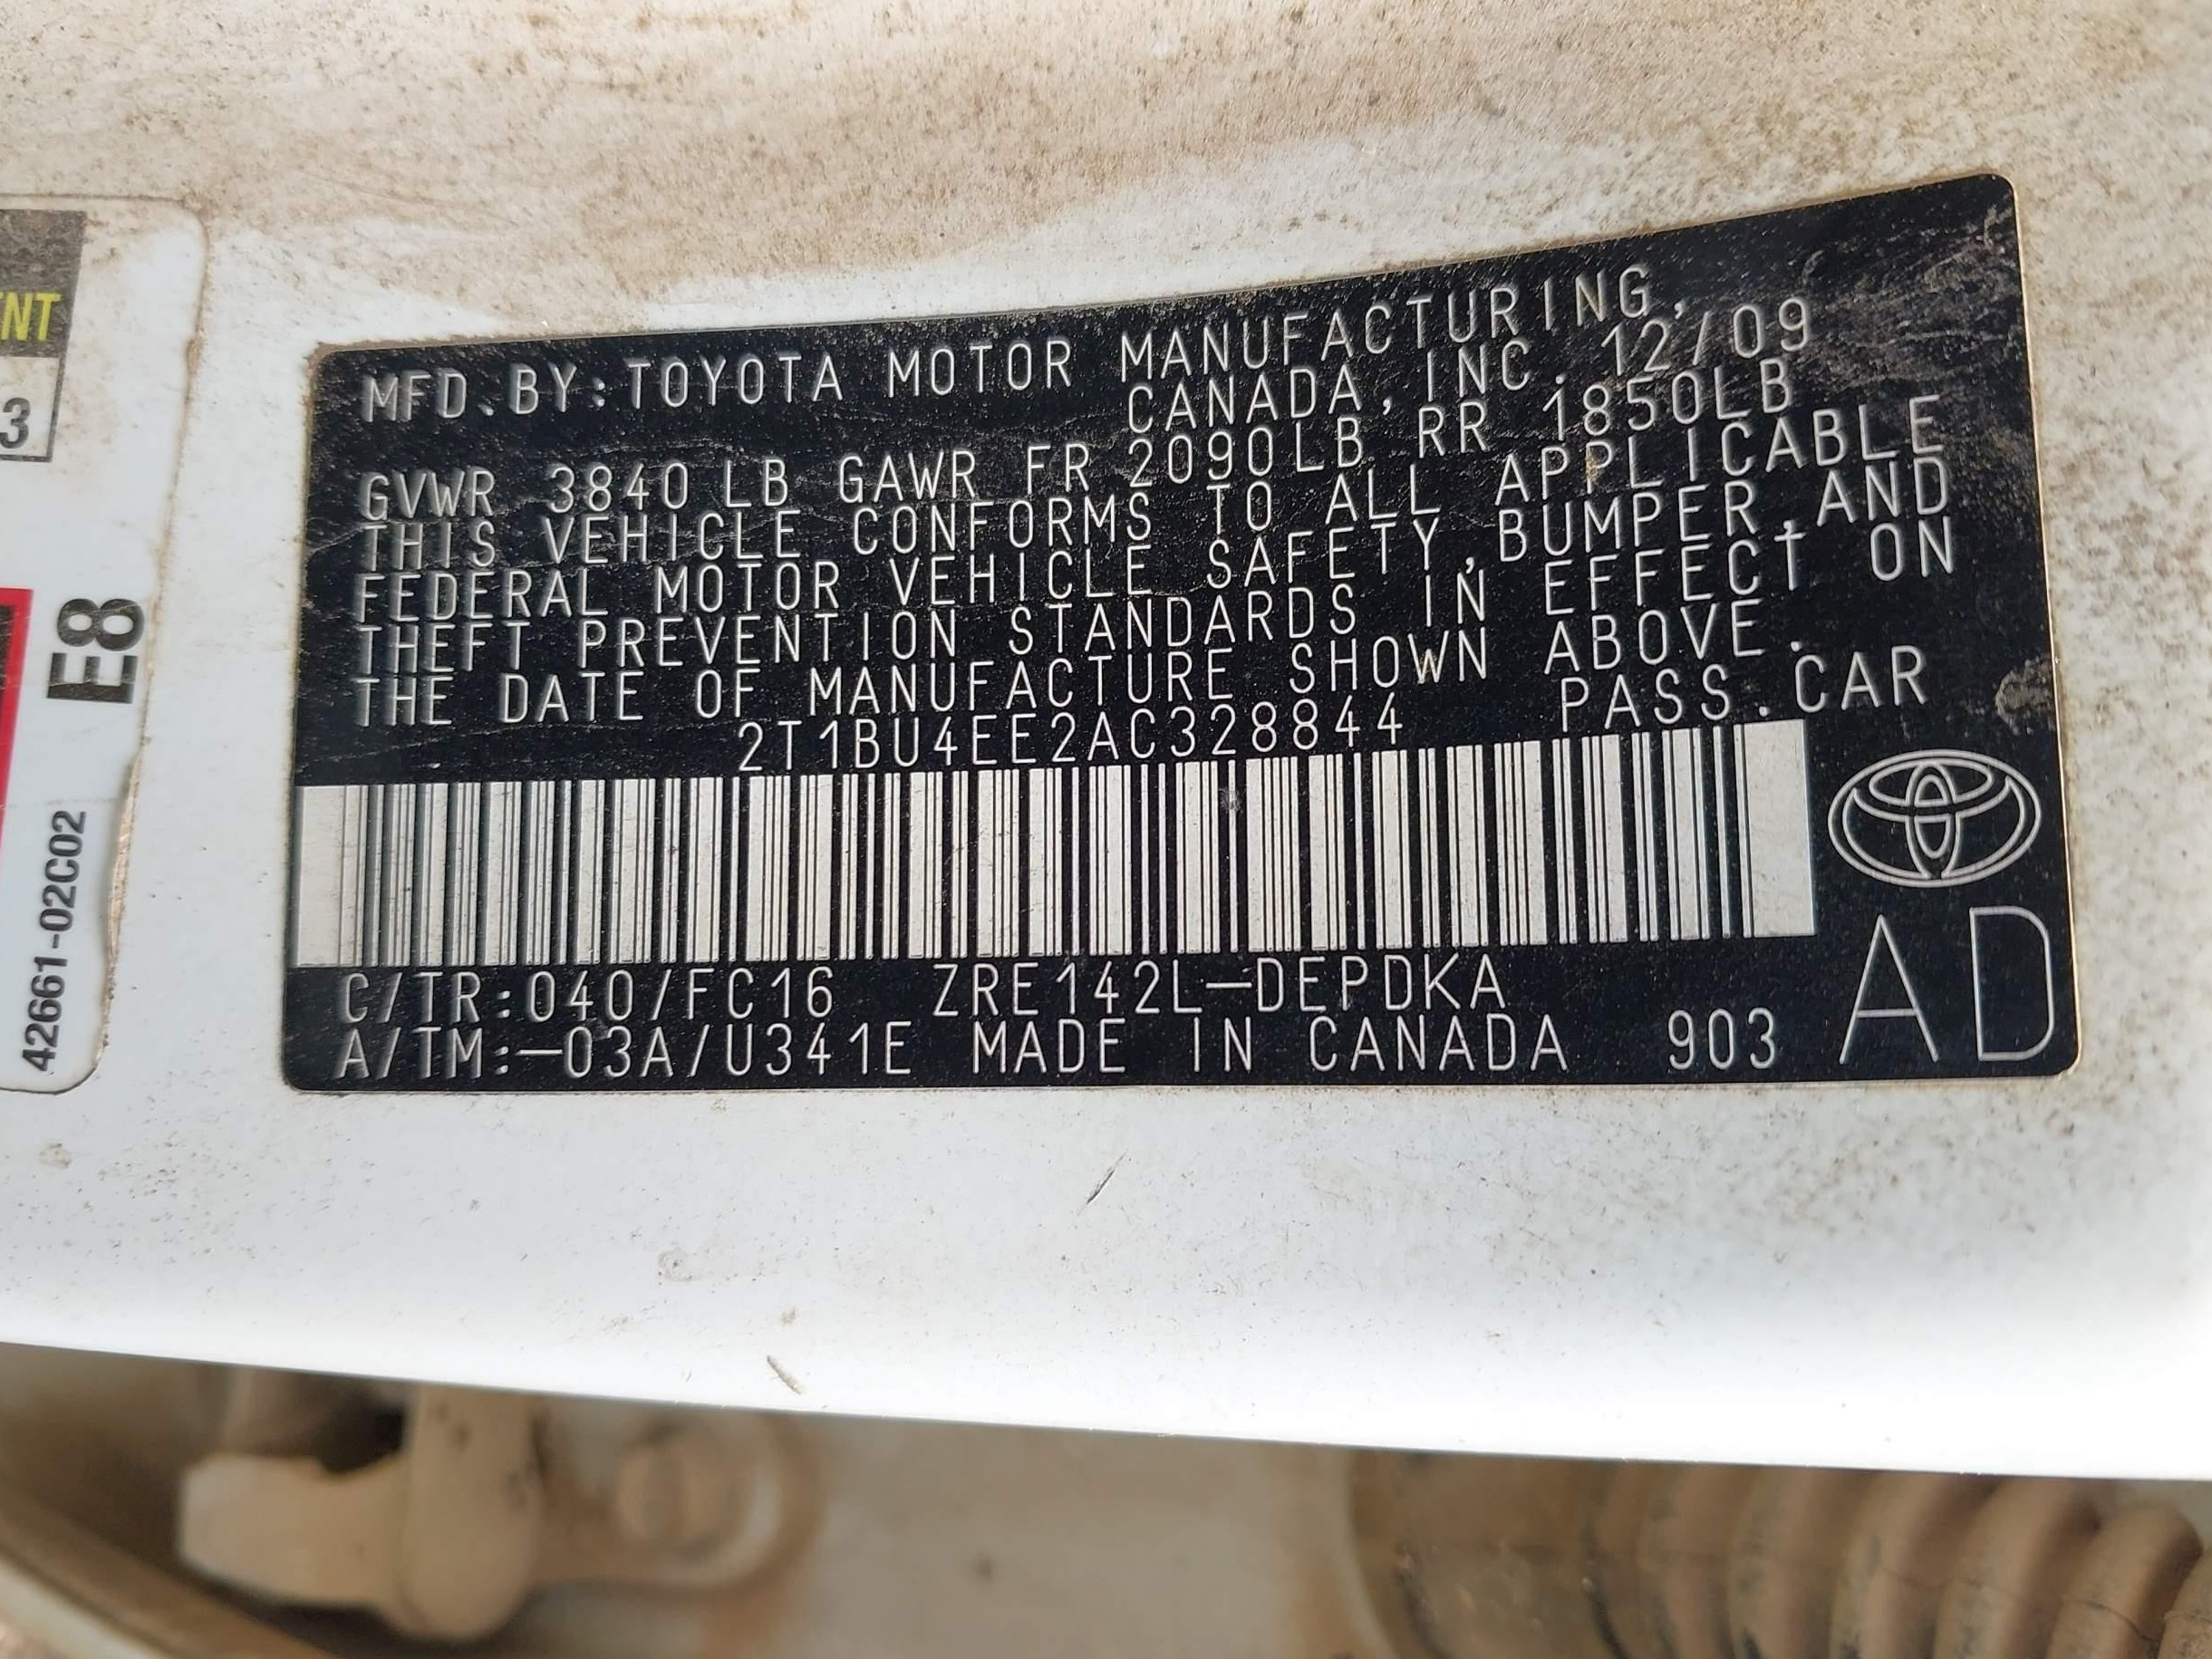 MFD.BY:TOYOTA MOTOR MANUFACTURING,
CANADA,INC. 12/09
GVWR 3840LB GAWR FR 2090LB RR 1850LB
THIS VEHICLE CONFORMS TO ALL APPLICABLE
FEDERAL MOTOR VEHICLE SAFETY,BUMPER,AND
THEFT PREVENTION STANDARDS IN EFFECT ON
THE DATE OF MANUFACTURE SHOWN ABOVE.
2T1BU4EE2AC328844 PASS.CAR
C/TR:040/FC16 ZRE142L-DEPDKA
A/TM:-03A/U341E MADE IN CANADA 903
AD
NT
3
E8
42661-02C02